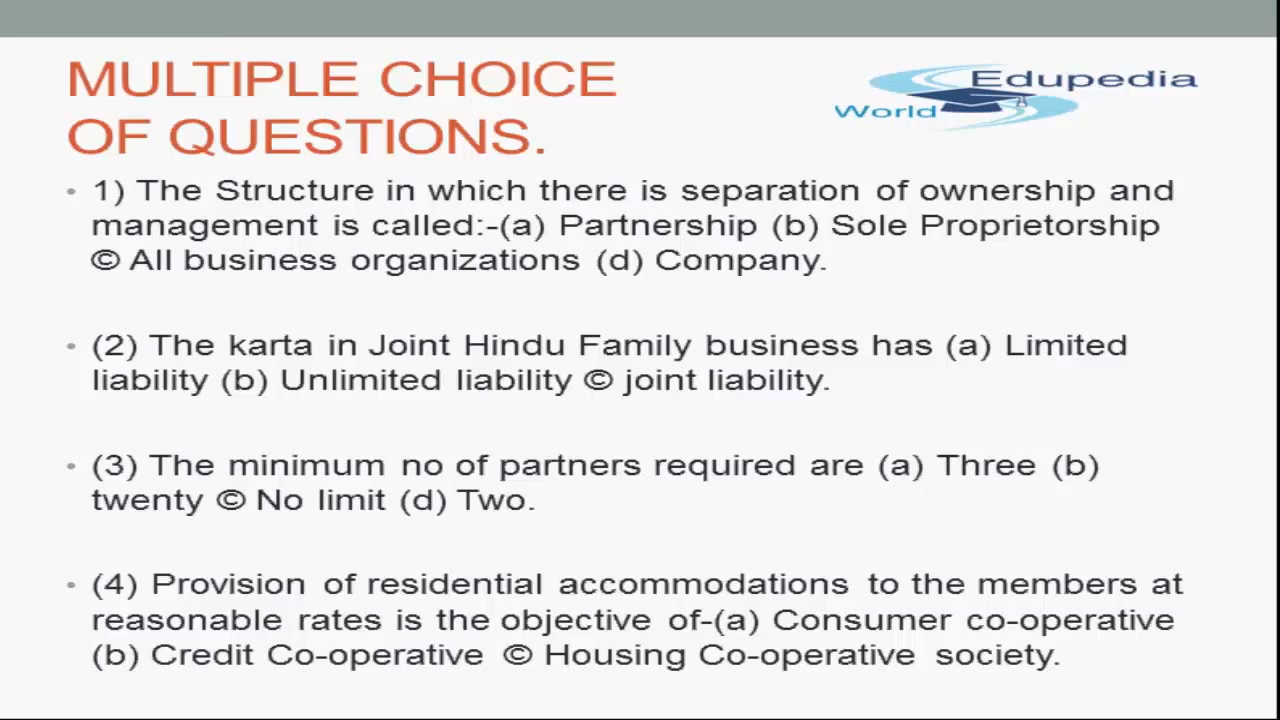 MULTIPLE CHOICE
OF QUESTIONS.
Edupedia
World
• 1) The Structure in which there is separation of ownership and
management is called:-(a) Partnership (b) Sole Proprietorship
© All business organizations (d) Company.
• (2) The karta in Joint Hindu Family business has (a) Limited
liability (b) Unlimited liability © joint liability.
• (3) The minimum no of partners required are (a) Three (b)
twenty © No limit (d) Two.
• (4) Provision of residential accommodations to the members at
reasonable rates is the objective of-(a) Consumer co-operative
(b) Credit Co-operative © Housing Co-operative society.